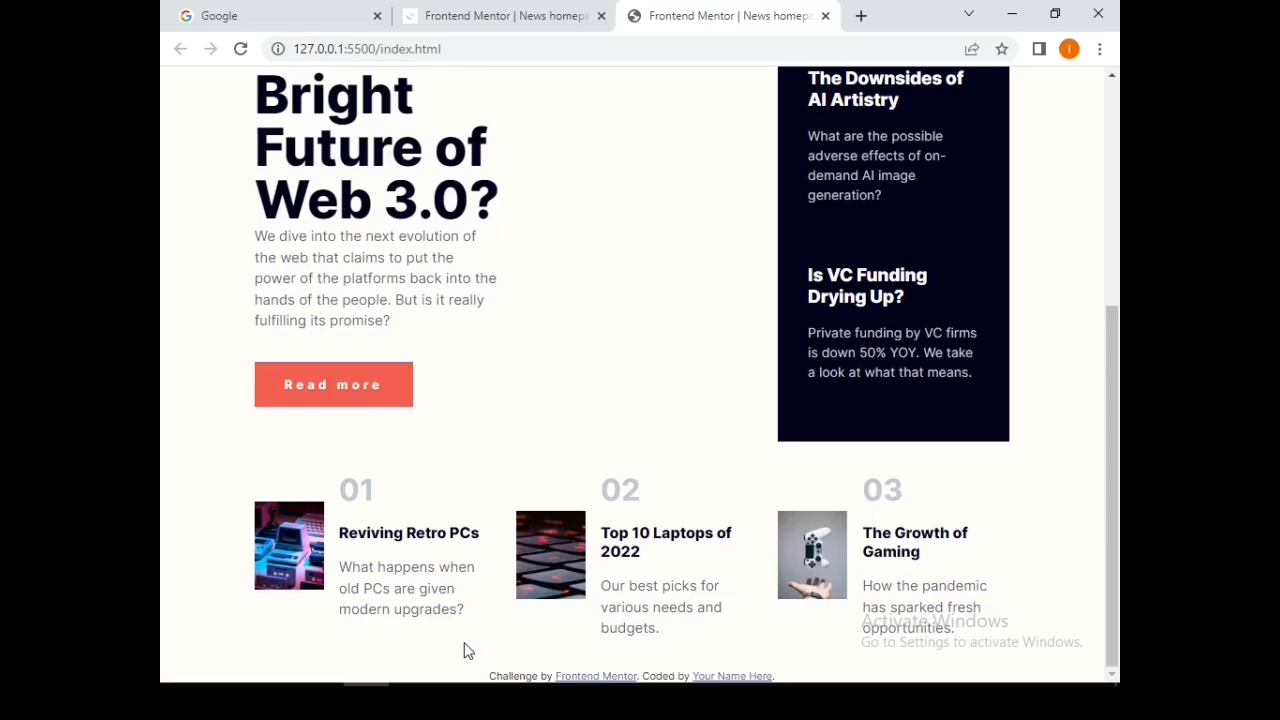 Google
Frontend Mentor | News homepa
Frontend Mentor | News homepa
127.0.0.1:5500/index.html
I
Bright
Future of
Web 3.0?
We dive into the next evolution of
the web that claims to put the
power of the platforms back into the
hands of the people. But is it really
fulfilling its promise?
Read more
The Downsides of
AI Artistry
What are the possible
adverse effects of on-
demand AI image
generation?
Is VC Funding
Drying Up?
Private funding by VC firms
is down 50% YOY. We take
a look at what that means.
01
Reviving Retro PCs
What happens when
old PCs are given
modern upgrades?
02
Top 10 Laptops of
2022
Our best picks for
various needs and
budgets.
03
The Growth of
Gaming
How the pandemic
has sparked fresh
opportunities.
Activate Windows
Go to Settings to activate Windows.
Challenge by Frontend Mentor. Coded by Your Name Here.